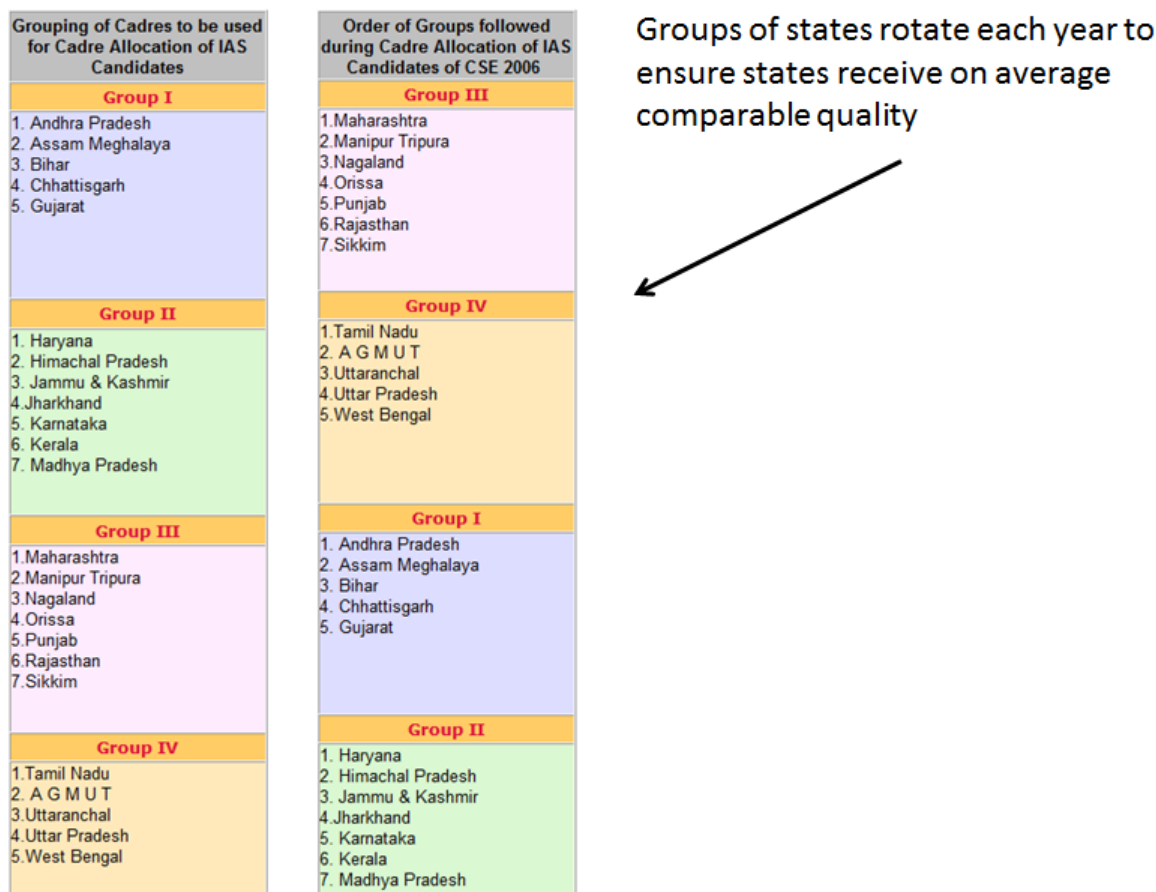 Grouping of Cadres to be used
for Cadre Allocation of IAS
Candidates
Group I
1. Andhra Pradesh
2. Assam Meghalaya
3. Bihar
4. Chhattisgarh
5. Gujarat
Group II
1. Haryana
2. Himachal Pradesh
3. Jammu & Kashmir
4.Jharkhand
5. Karnataka
6. Kerala
7. Madhya Pradesh
Group III
1.Maharashtra
2.Manipur Tripura
3.Nagaland
4.Orissa
5.Punjab
6.Rajasthan
7.Sikkim
Group IV
1.Tamil Nadu
2. A G M U T
3.Uttaranchal
4.Uttar Pradesh
5.West Bengal
Order of Groups followed
during Cadre Allocation of IAS
Candidates of CSE 2006
Group III
1.Maharashtra
2.Manipur Tripura
3.Nagaland
4.Orissa
5.Punjab
6.Rajasthan
7.Sikkim
Group IV
1.Tamil Nadu
2. A G M U T
3.Uttaranchal
4.Uttar Pradesh
5.West Bengal
Group I
1. Andhra Pradesh
2. Assam Meghalaya
3. Bihar
4. Chhattisgarh
5. Gujarat
Group II
1. Haryana
2. Himachal Pradesh
3. Jammu & Kashmir
4.Jharkhand
5. Karnataka
6. Kerala
7. Madhya Pradesh
Groups of states rotate each year to
ensure states receive on average
comparable quality